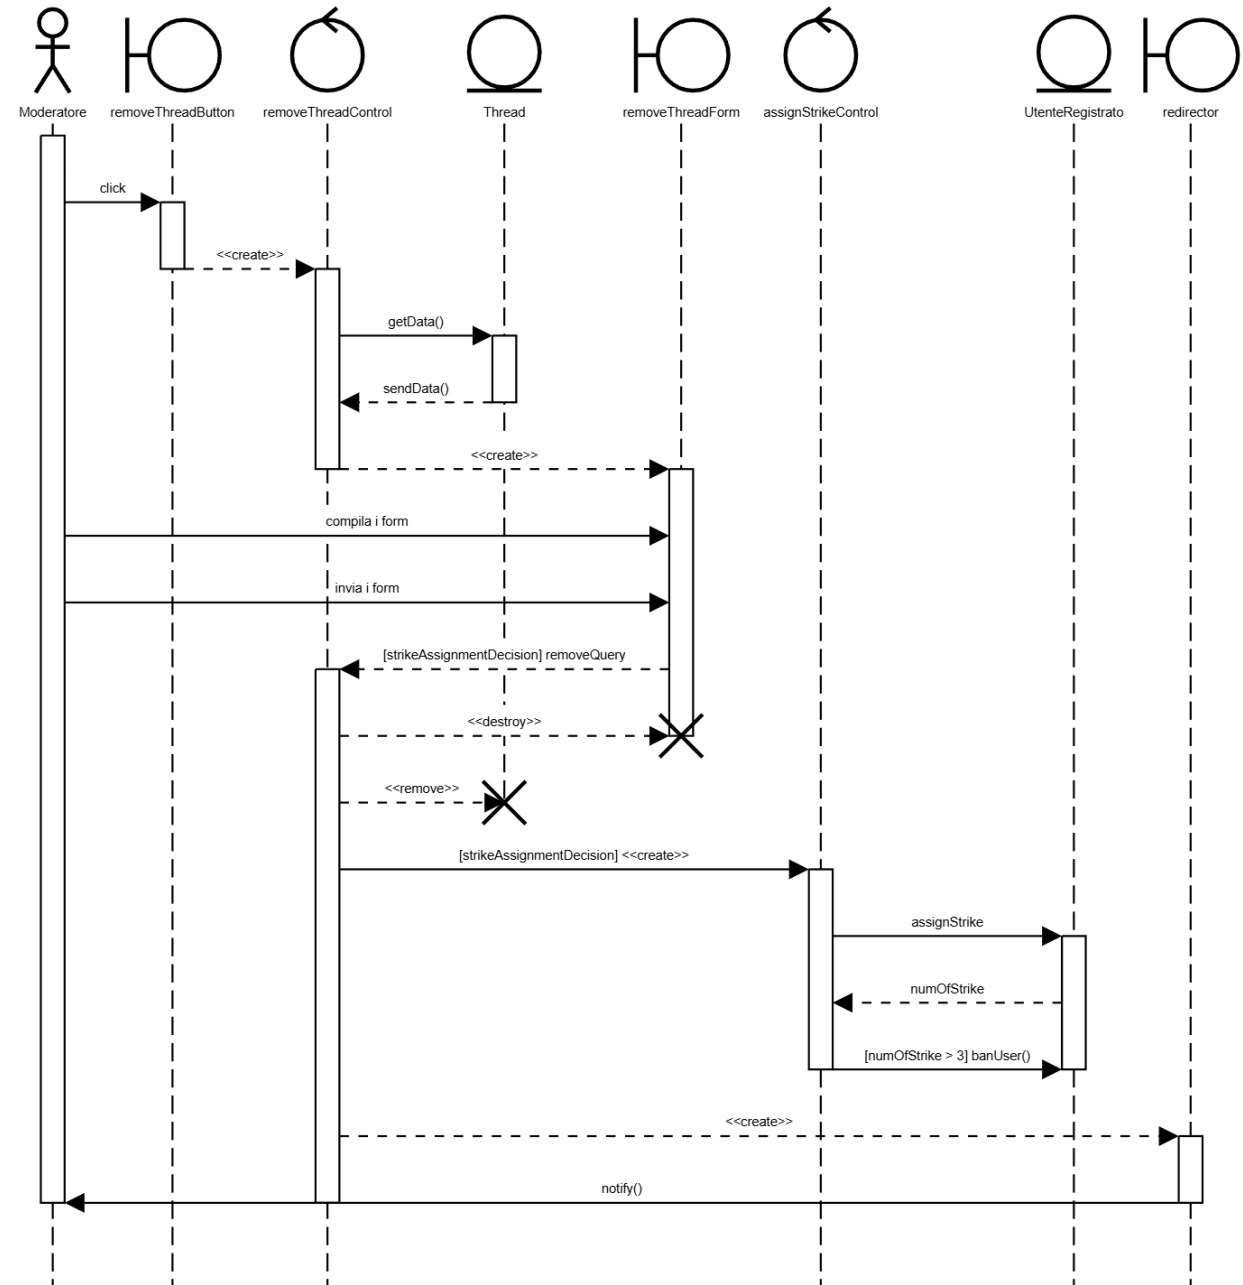 Moderatore
removeThreadButton
removeThreadControl
Thread
removeThreadForm
assignStrikeControl
UtenteRegistrato
redirector
click
<<create>>
getData()
sendData()
<<create>>
compila i form
invia i form
[strikeAssignmentDecision] removeQuery
<<destroy>>
<<remove>>
[strikeAssignmentDecision] <<create>>
assignStrike
numOfStrike
[numOfStrike > 3] banUser()
<<create>>
notify()